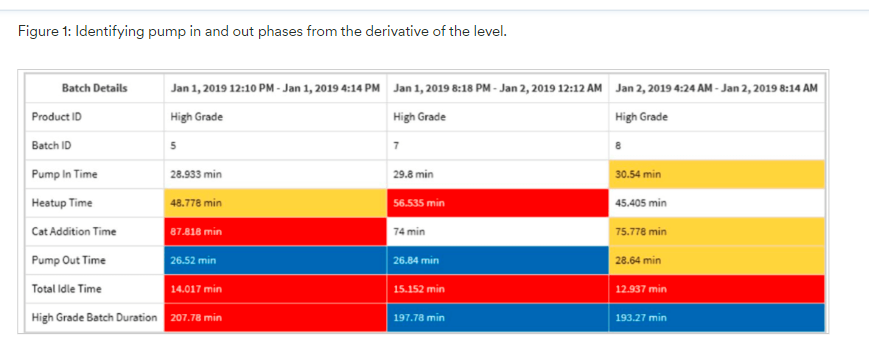 Figure 1: Identifying pump in and out phases from the derivative of the level.
Batch Details Jan 1, 2019 12:10 PM - Jan 1, 2019 4:14 PM Jan 1, 2019 8:18 PM - Jan 2, 2019 12:12 AM Jan 2, 2019 4:24 AM - Jan 2, 2019 8:14 AM
Product ID High Grade High Grade High Grade
Batch ID 5 7 8
Pump In Time 28.933 min 29.8 min 30.54 min
Heatup Time 48.778 min 56.535 min 45.405 min
Cat Addition Time 87.818 min 74 min 75.778 min
Pump Out Time 26.52 min 26.84 min 28.64 min
Total Idle Time 14.017 min 15.152 min 12.937 min
High Grade Batch Duration 207.78 min 197.78 min 193.27 min